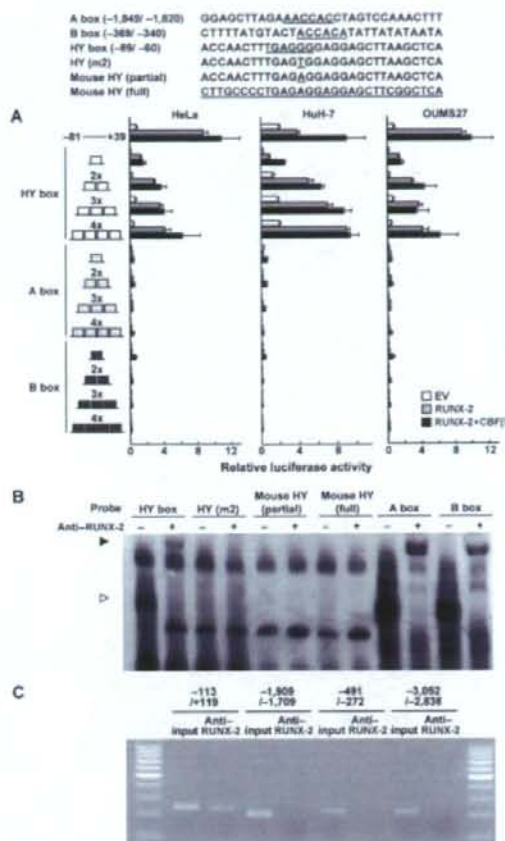 A box (–1,849/ –1,820) GGAGCTTAGAAACCACCTAGTCCAAACTTT
B box (–369/ –340) CTTTTATGTACTACCACATATTATATAATA
HY box (–89/ –60) ACCAACTTTGAGGGGAGGAGCTTAAGCTCA
HY (m2) ACCAACTTTGAGTGGAGGAGCTTAAGCTCA
Mouse HY (partial) ACCAACTTTGAGAGGAGGAGCTTAAGCTCA
Mouse HY (full) CTTGCCCCTGAGAGGAGGAGCTTCGGCTCA
A
HeLa HuH-7 OUMS27
–81 +39
HY box
2x
3x
4x
A box
2x
3x
4x
B box
2x
3x
4x
EV
RUNX-2
RUNX-2+CBFβ
0 4 8 12 0 4 8 12 0 4 8 12
Relative luciferase activity
B
Probe HY box HY (m2) Mouse HY (partial) Mouse HY (full) A box B box
Anti–RUNX-2 – + – + – + – + – + – +
C
–113 /+119 –1,909 /–1,709 –491 /–272 –3,052 /–2,838
Anti– Anti– Anti– Anti–
input RUNX-2 input RUNX-2 input RUNX-2 input RUNX-2